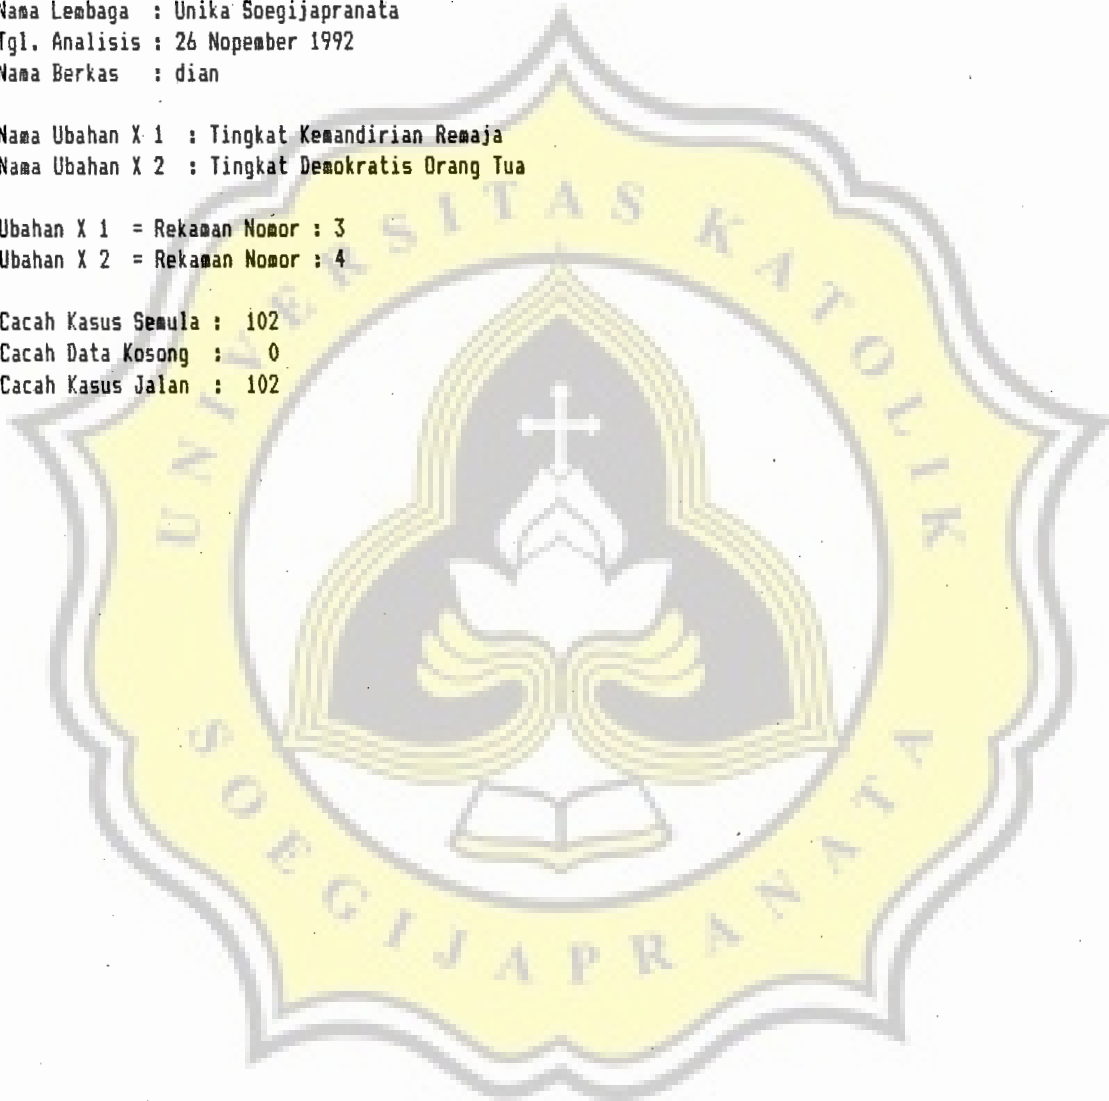 Nama Lembaga : Unika Soegijapranata
Tgl. Analisis : 26 Nopember 1992
Nama Berkas : dian
Nama Ubahan X 1 : Tingkat Kemandirian Remaja
Nama Ubahan X 2 : Tingkat Demokratis Orang Tua
Ubahan X 1 = Rekaman Nomor : 3
Ubahan X 2 = Rekaman Nomor : 4
Cacah Kasus Semula : 102
Cacah Data Kosong : 0
Cacah Kasus Jalan : 102
UNIVERSITAS KATOLIK
SOEGIJAPRANATA